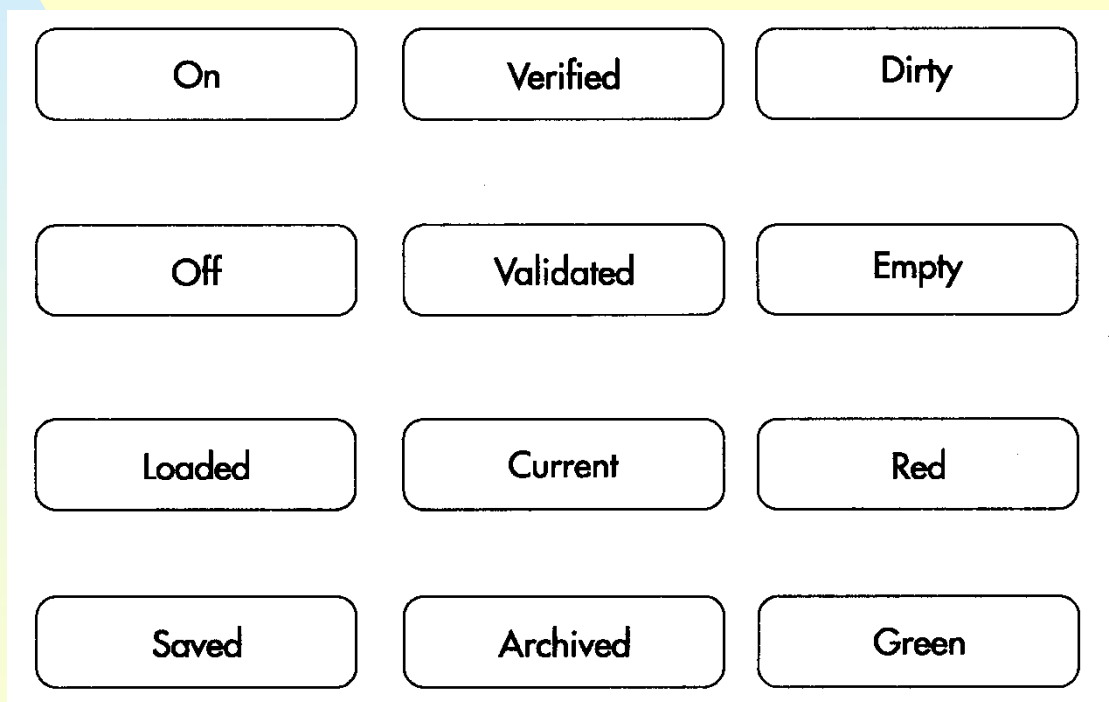 On
Verified
Dirty
Off
Validated
Empty
Loaded
Current
Red
Saved
Archived
Green